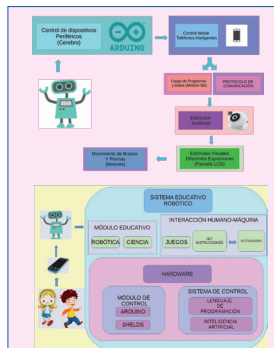 Control de dispositivos
Periféricos
(Cerebro)
ARDUINO
Control desde
Teléfonos Inteligentes
Carga de Programas
y Datos (Módulo SD)
PROTOCOLO DE
COMUNICACIÓN
Estímulos
Auditivos
Movimiento de Brazos
Y Piernas
(Motores)
Estímulos Visuales
Diferentes Expresiones
(Pantalla LCD)
SISTEMA EDUCATIVO
ROBÓTICO
MÓDULO EDUCATIVO
ROBÓTICA
CIENCIA
INTERACCIÓN HUMANO-MÁQUINA
JUEGOS
SET
INSTRUCCIONES
ACTIVIDADES
HARDWARE
MÓDULO DE
CONTROL
ARDUINO
SHIELDS
SISTEMA DE CONTROL
LENGUAJE
DE
PROGRAMACIÓN
INTELIGENCIA
ARTIFICIAL